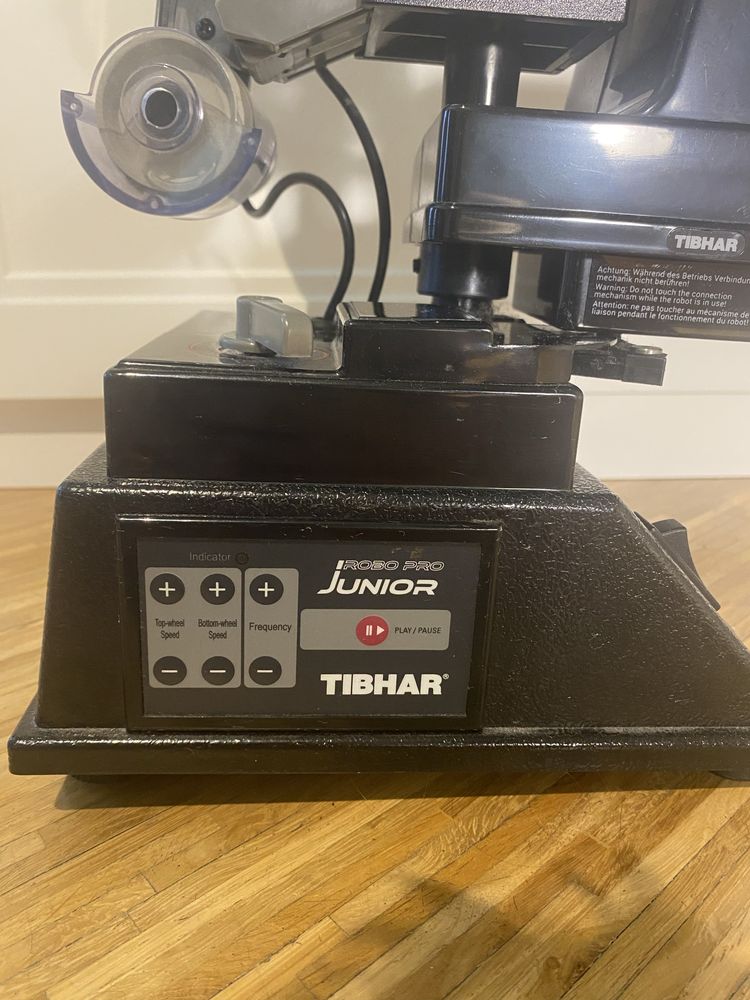 TIBHAR
Achtung: Während des Betriebs
mechanik nicht berühren!
Warning: Do not touch the connection
mechanism while the robot is in use!
Attention: ne pas toucher au mécanisme de
liaison pendant le fonctionnement du robot!
Indicator
ROBO PRO
JUNIOR
+ + +
Top-wheel Speed
Bottom-wheel Speed
Frequency
PLAY / PAUSE
− − −
TIBHAR®